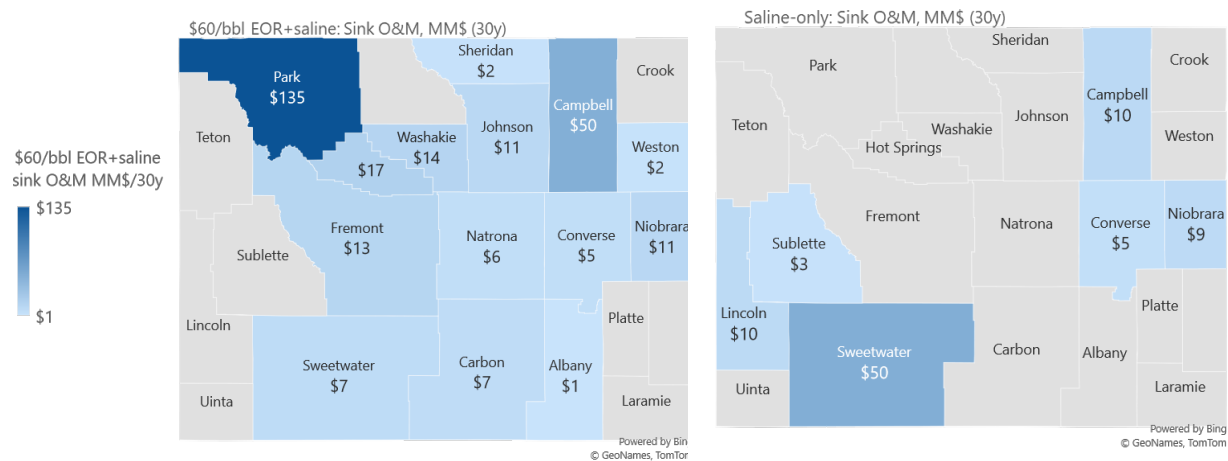 $60/bbl EOR+saline: Sink O&M, MM$ (30y)
Sheridan
$2
Park
$135
Crook
Campbell
$50
Teton
Washakie
$14
Johnson
$11
Weston
$2
$17
Fremont
$13
Natrona
$6
Converse
$5
Niobrara
$11
Sublette
Lincoln
Platte
Sweetwater
$7
Carbon
$7
Albany
$1
Uinta
Laramie
Powered by Bing
© GeoNames, TomTom
$60/bbl EOR+saline
sink O&M MM$/30y
$135
$1
Saline-only: Sink O&M, MM$ (30y)
Sheridan
Park
Crook
Campbell
$10
Teton
Washakie
Johnson
Weston
Hot Springs
Fremont
Natrona
Converse
$5
Niobrara
$9
Sublette
$3
Lincoln
$10
Platte
Sweetwater
$50
Carbon
Albany
Uinta
Laramie
Powered by Bing
© GeoNames, TomTom